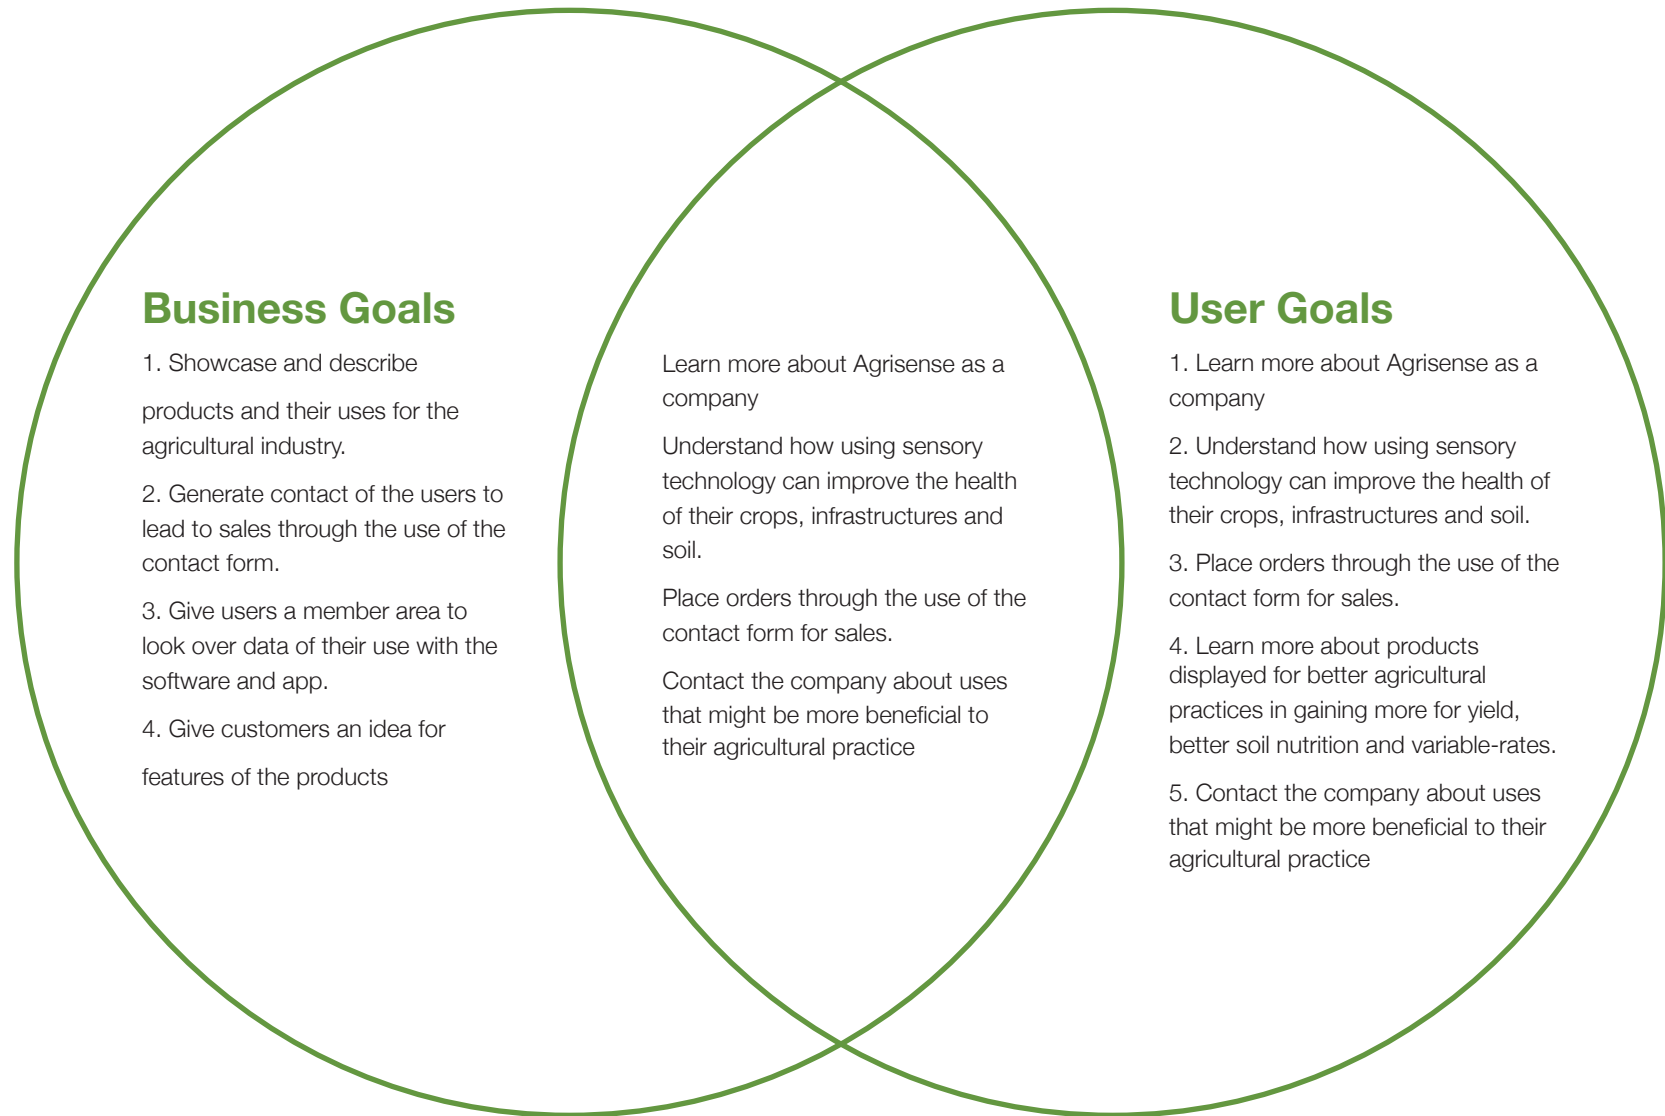 Business Goals
1. Showcase and describe
products and their uses for the
agricultural industry.
2. Generate contact of the users to
lead to sales through the use of the
contact form.
3. Give users a member area to
look over data of their use with the
software and app.
4. Give customers an idea for
features of the products
Learn more about Agrisense as a
company
Understand how using sensory
technology can improve the health
of their crops, infrastructures and
soil.
Place orders through the use of the
contact form for sales.
Contact the company about uses
that might be more beneficial to
their agricultural practice
User Goals
1. Learn more about Agrisense as a
company
2. Understand how using sensory
technology can improve the health of
their crops, infrastructures and soil.
3. Place orders through the use of the
contact form for sales.
4. Learn more about products
displayed for better agricultural
practices in gaining more for yield,
better soil nutrition and variable-rates.
5. Contact the company about uses
that might be more beneficial to their
agricultural practice